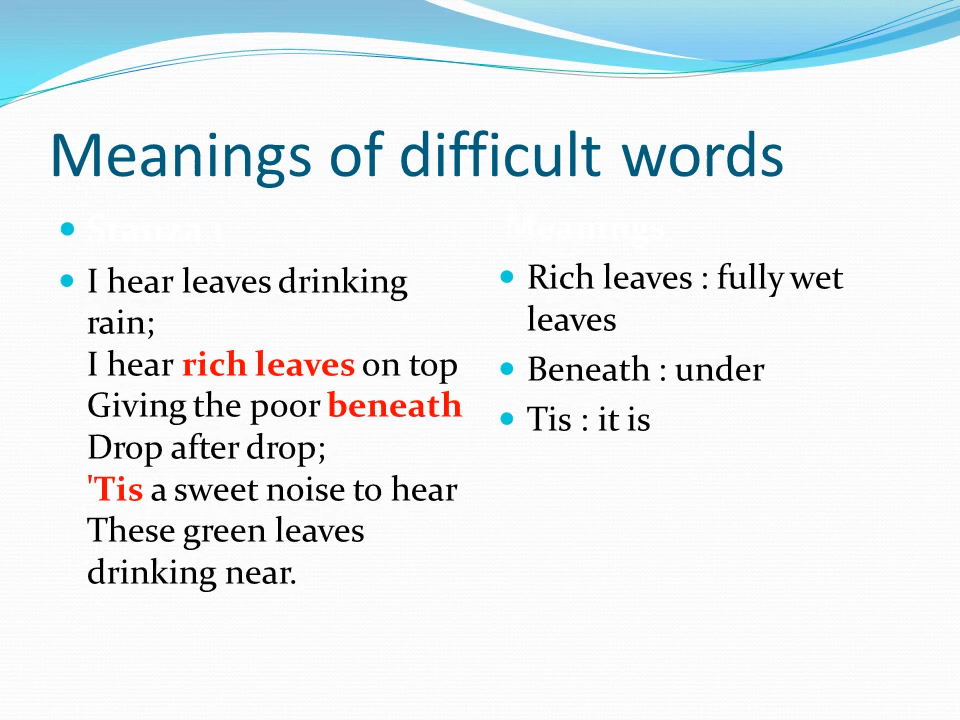 Meanings of difficult words
Stanza 1
I hear leaves drinking
rain;
I hear rich leaves on top
Giving the poor beneath
Drop after drop;
'Tis a sweet noise to hear
These green leaves
drinking near.
Meanings
Rich leaves : fully wet
leaves
Beneath : under
Tis : it is